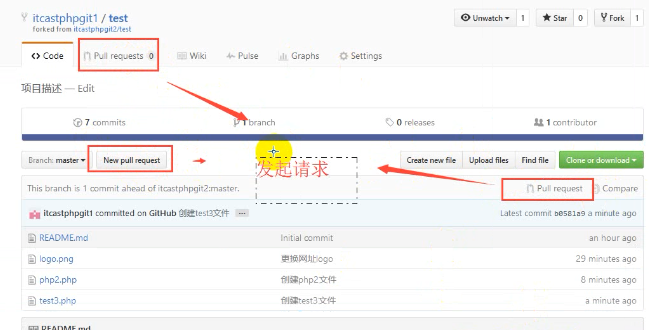 itcastphpgit1 / test
forked from itcastphpgit2/test
Unwatch 1 Star 0 Fork 1
Code Pull requests 0 Wiki Pulse Graphs Settings
项目描述 — Edit
7 commits 1 branch 0 releases 1 contributor
Branch: master New pull request Create new file Upload files Find file Clone or download
发起请求
This branch is 1 commit ahead of itcastphpgit2:master. Pull request Compare
itcastphpgit1 committed on GitHub 创建test3文件 ... Latest commit b0581a9 a minute ago
README.md Initial commit an hour ago
logo.png 更换网址logo 29 minutes ago
php2.php 创建php2文件 8 minutes ago
test3.php 创建test3文件 a minute ago
README.md